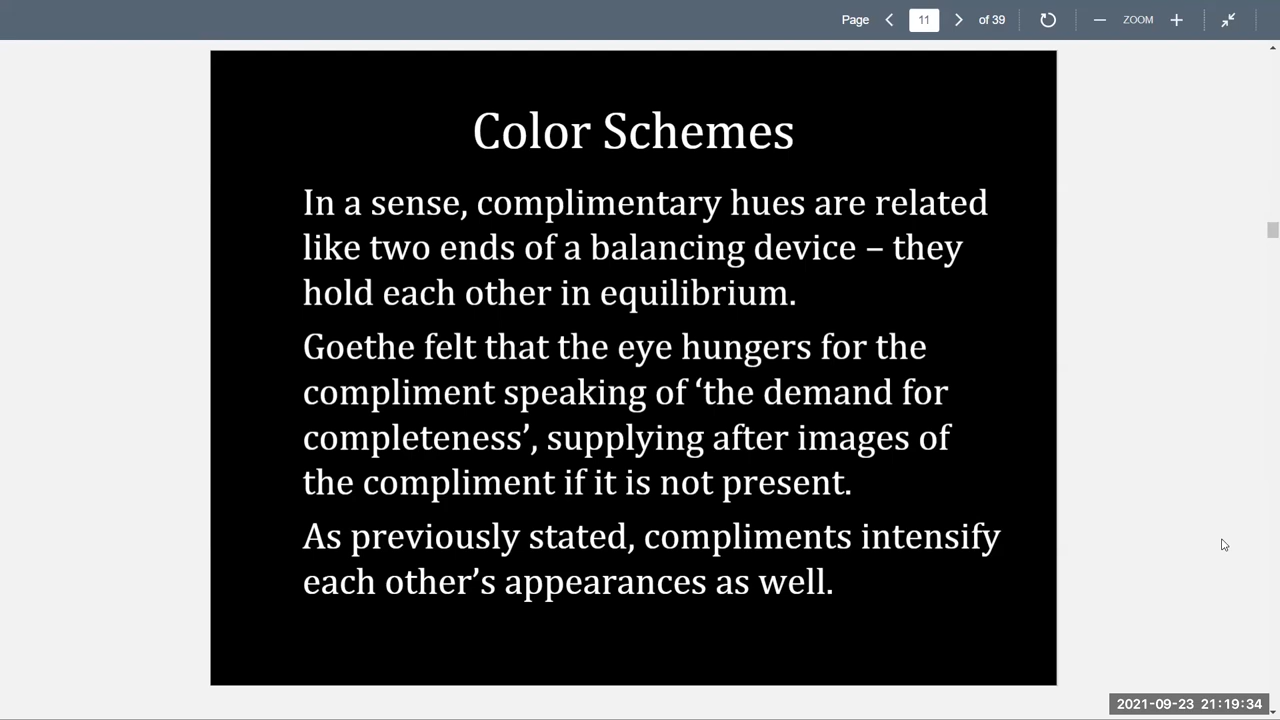 Page 11 of 39 ZOOM
Color Schemes
In a sense, complimentary hues are related
like two ends of a balancing device – they
hold each other in equilibrium.
Goethe felt that the eye hungers for the
compliment speaking of ‘the demand for
completeness’, supplying after images of
the compliment if it is not present.
As previously stated, compliments intensify
each other’s appearances as well.
2021-09-23 21:19:34